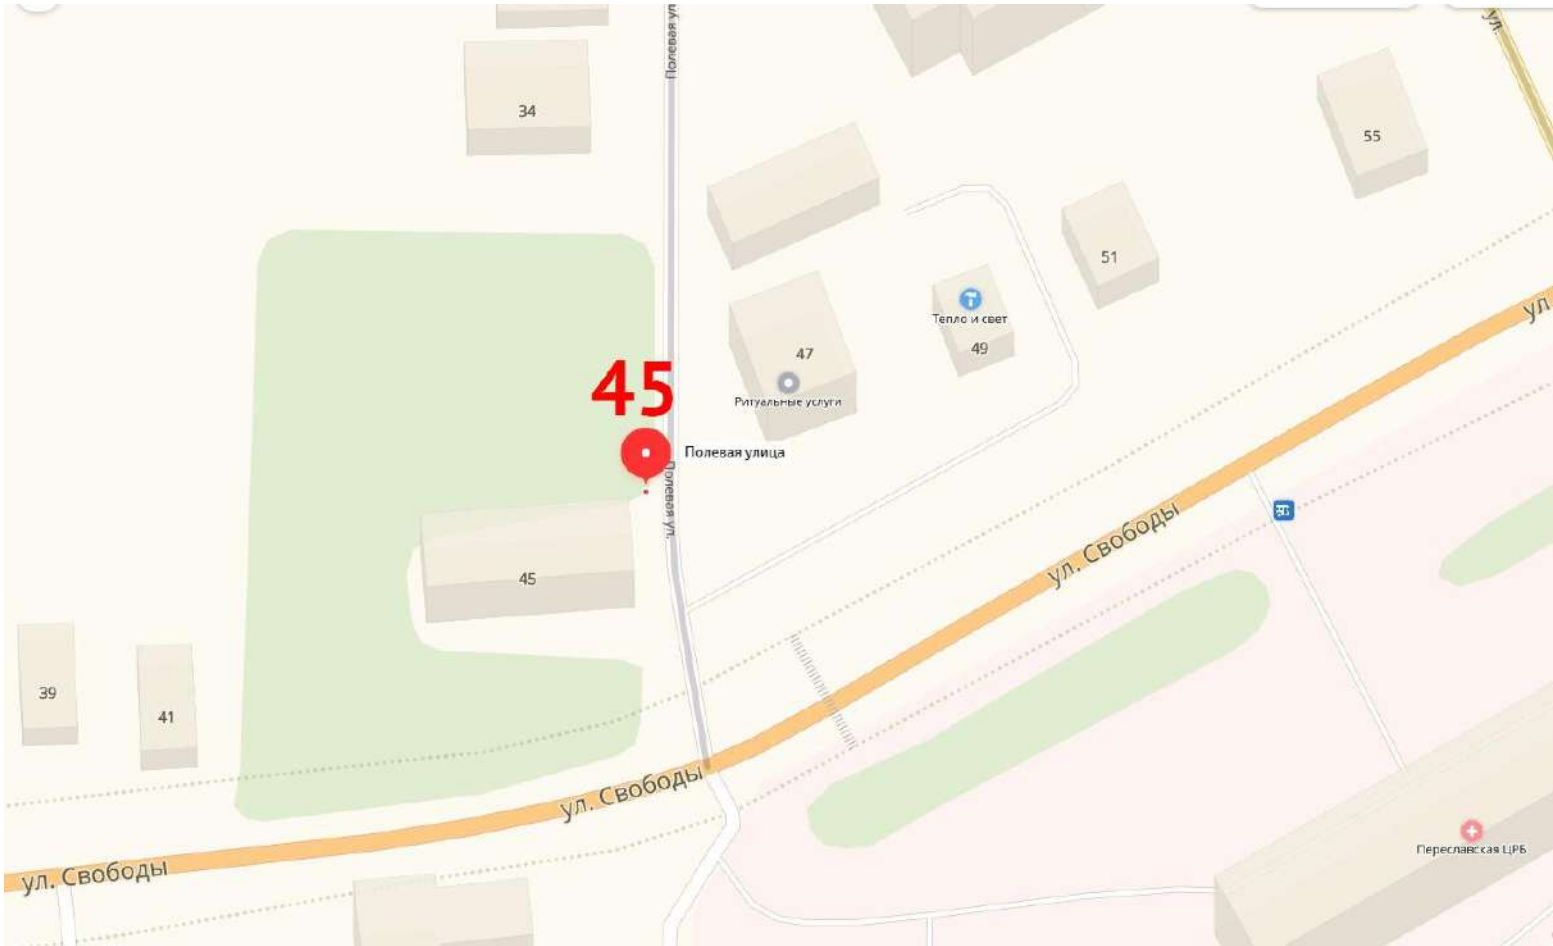 Полевая ул
ул.
34
55
51
Тепло и свет
49
47
Ритуальные услуги
45
Полевая улица
Полевая ул.
ул
ул. Свободы
45
39
41
ул. Свободы
ул. Свободы
Переславская ЦРБ